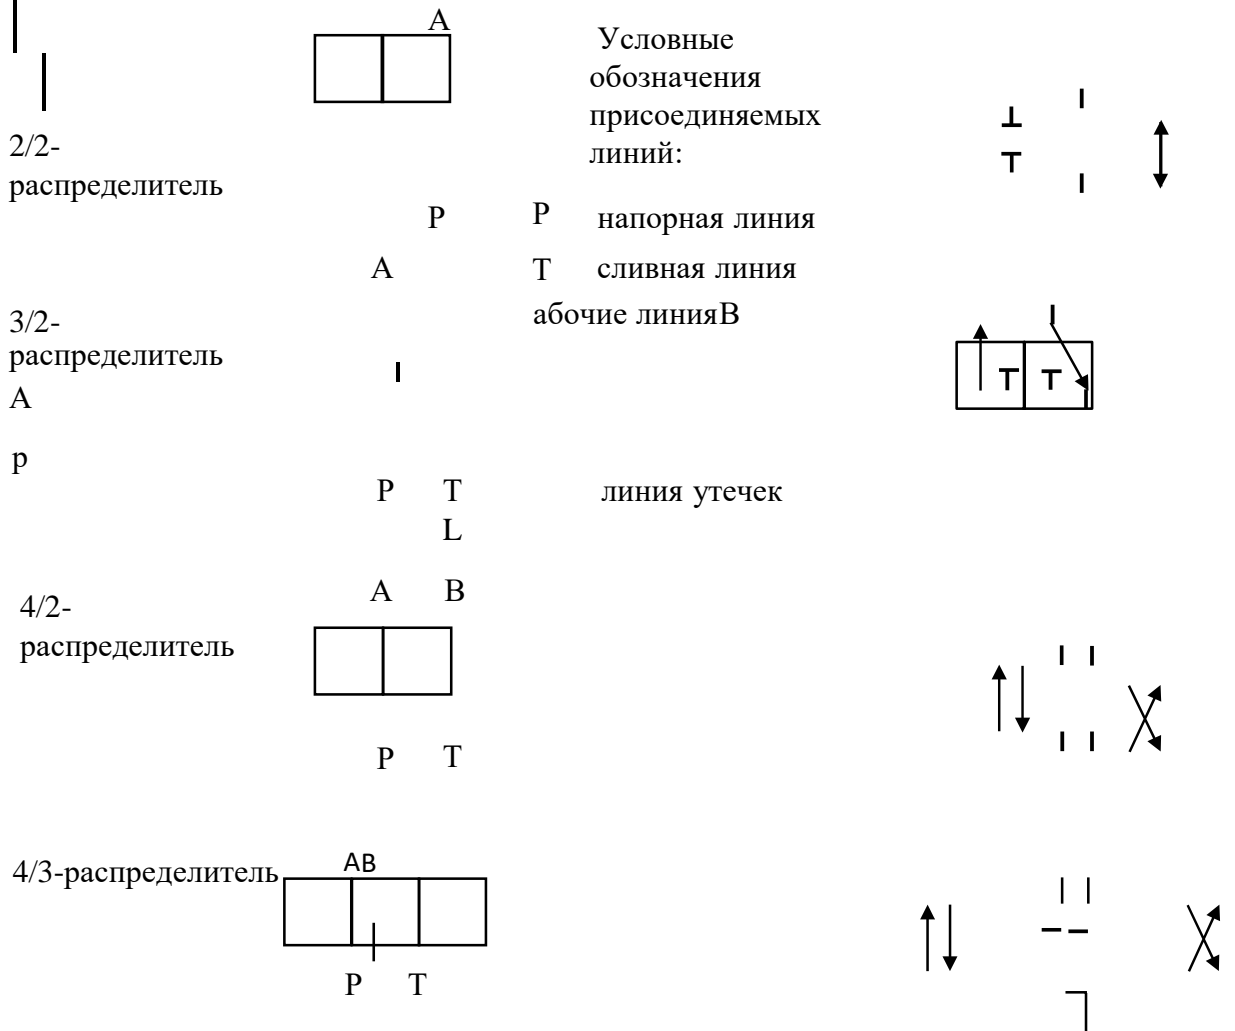 A
Условные
обозначения
присоединяемых
линий:
2/2-
распределитель
P P напорная линия
A T сливная линия
абочие линияВ
3/2-
распределитель
А
р
P T линия утечек
L
A B
4/2-
распределитель
P T
4/3-распределитель
AB
P T